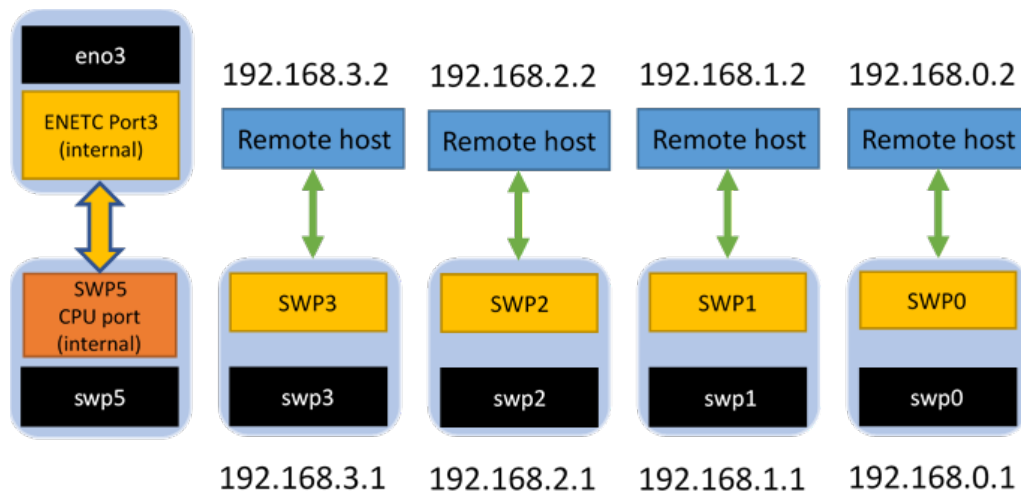 eno3
ENETC Port3
(internal)
192.168.3.2
192.168.2.2
192.168.1.2
192.168.0.2
Remote host
Remote host
Remote host
Remote host
SWP5
CPU port
(internal)
SWP3
SWP2
SWP1
SWP0
swp5
swp3
swp2
swp1
swp0
192.168.3.1
192.168.2.1
192.168.1.1
192.168.0.1